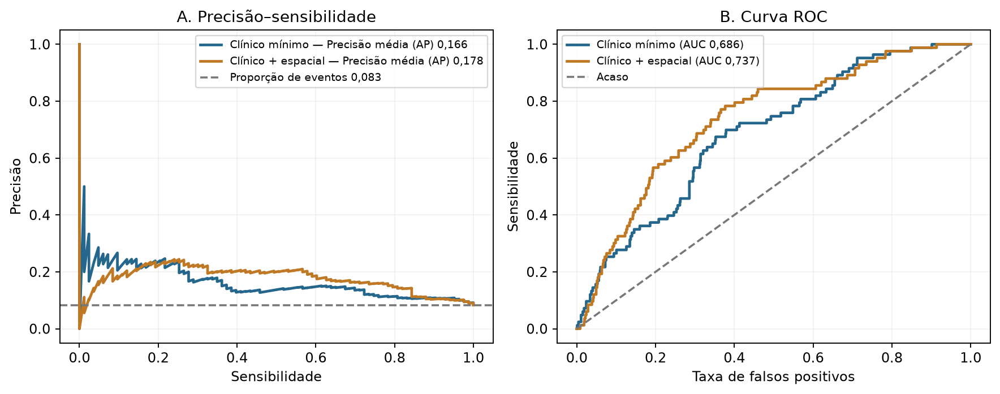 A. Precisão–sensibilidade
Clínico mínimo — Precisão média (AP) 0,166
Clínico + espacial — Precisão média (AP) 0,178
Proporção de eventos 0,083
Precisão
1.0
0.8
0.6
0.4
0.2
0.0
0.0 0.2 0.4 0.6 0.8 1.0
Sensibilidade
B. Curva ROC
Clínico mínimo (AUC 0,686)
Clínico + espacial (AUC 0,737)
Acaso
Sensibilidade
1.0
0.8
0.6
0.4
0.2
0.0
0.0 0.2 0.4 0.6 0.8 1.0
Taxa de falsos positivos